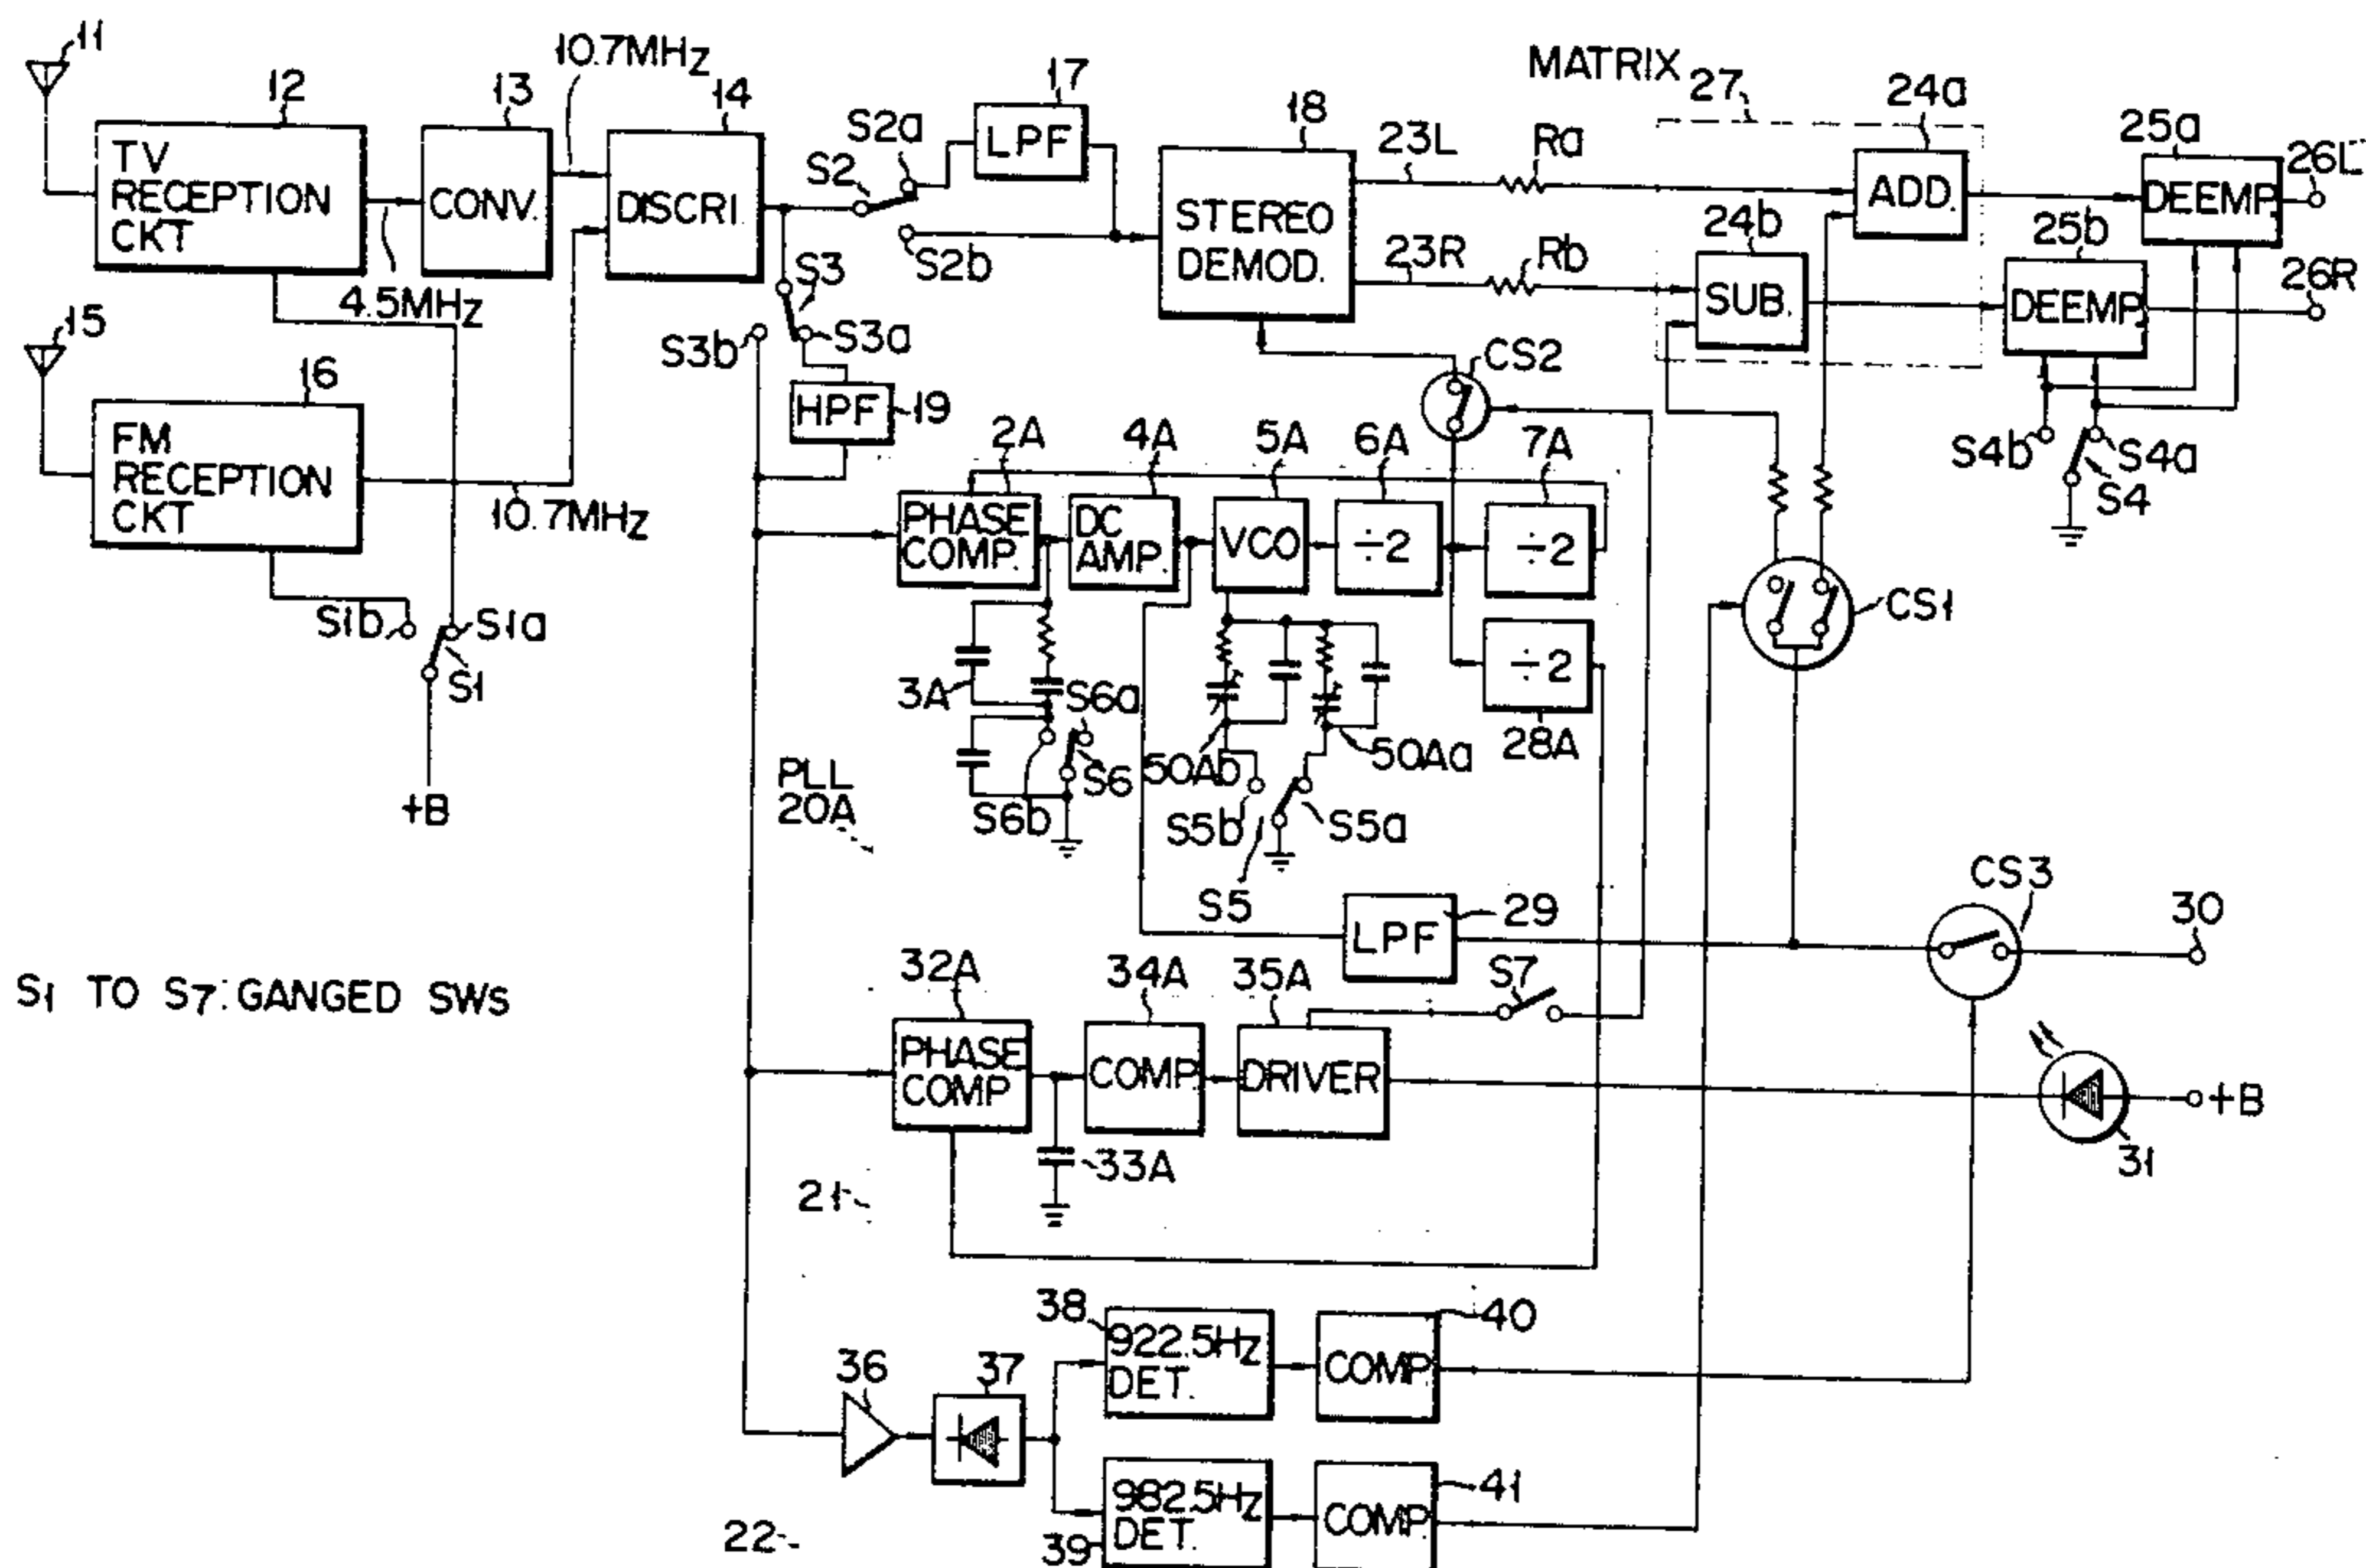 11
12
13
10.7MHz
14
S2a
17
LPF
S2
S2b
18
STEREO
DEMOD.
23L
Ra
23R
Rb
MATRIX 27
24a
ADD.
24b
SUB.
25a
DEEMP.
26L
25b
DEEMP.
26R
TV
RECEPTION
CKT
CONV.
DISCRI.
4.5MHz
15
16
FM
RECEPTION
CKT
10.7MHz
S1b
S1a
S1
+B
S3
S3b
S3a
HPF
19
CS2
S4b
S4a
S4
2A
4A
5A
6A
7A
PHASE
COMP.
DC
AMP.
VCO
÷2
÷2
÷2
28A
CS1
3A
S6a
S6
S6b
50Ab
50Aa
S5b
S5a
S5
PLL
20A
LPF
29
CS3
30
S1 TO S7: GANGED SWs
32A
34A
35A
S7
PHASE
COMP
COMP.
DRIVER
33A
+B
31
21
38
922.5Hz
DET.
40
COMP.
36
37
982.5Hz
DET.
39
41
COMP.
22